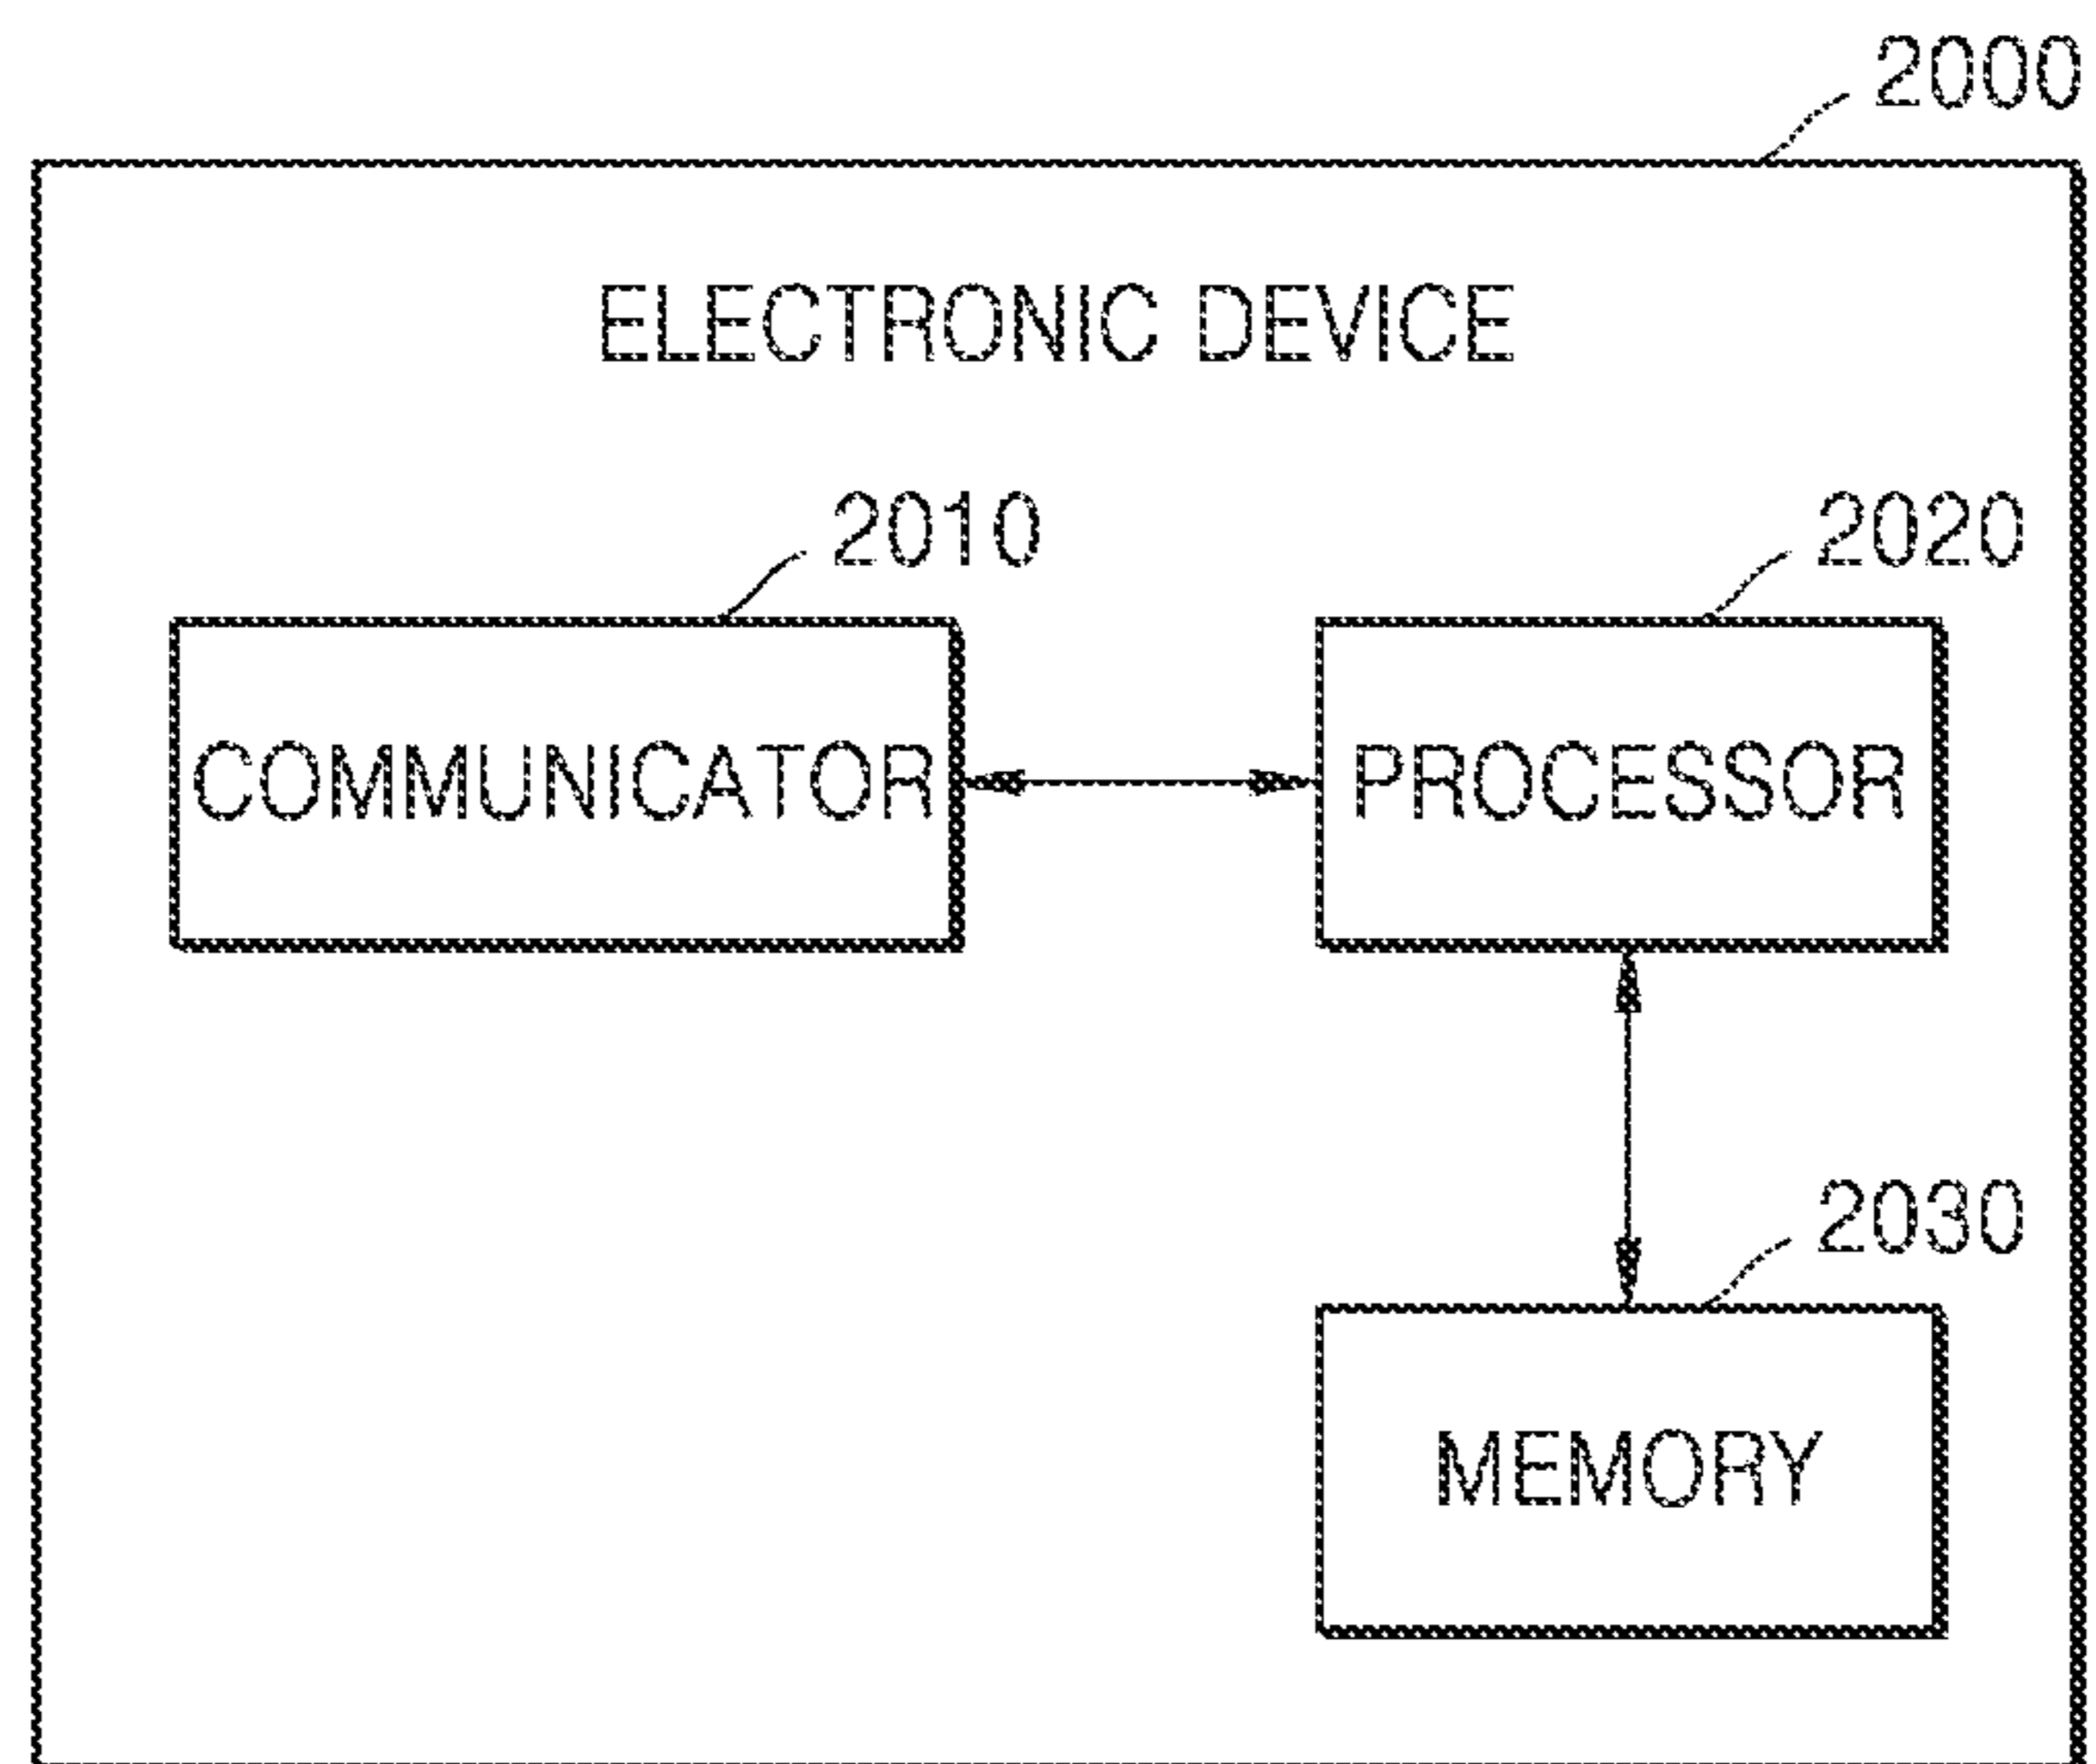 2000
ELECTRONIC DEVICE
2010
2020
COMMUNICATOR
PROCESSOR
2030
MEMORY